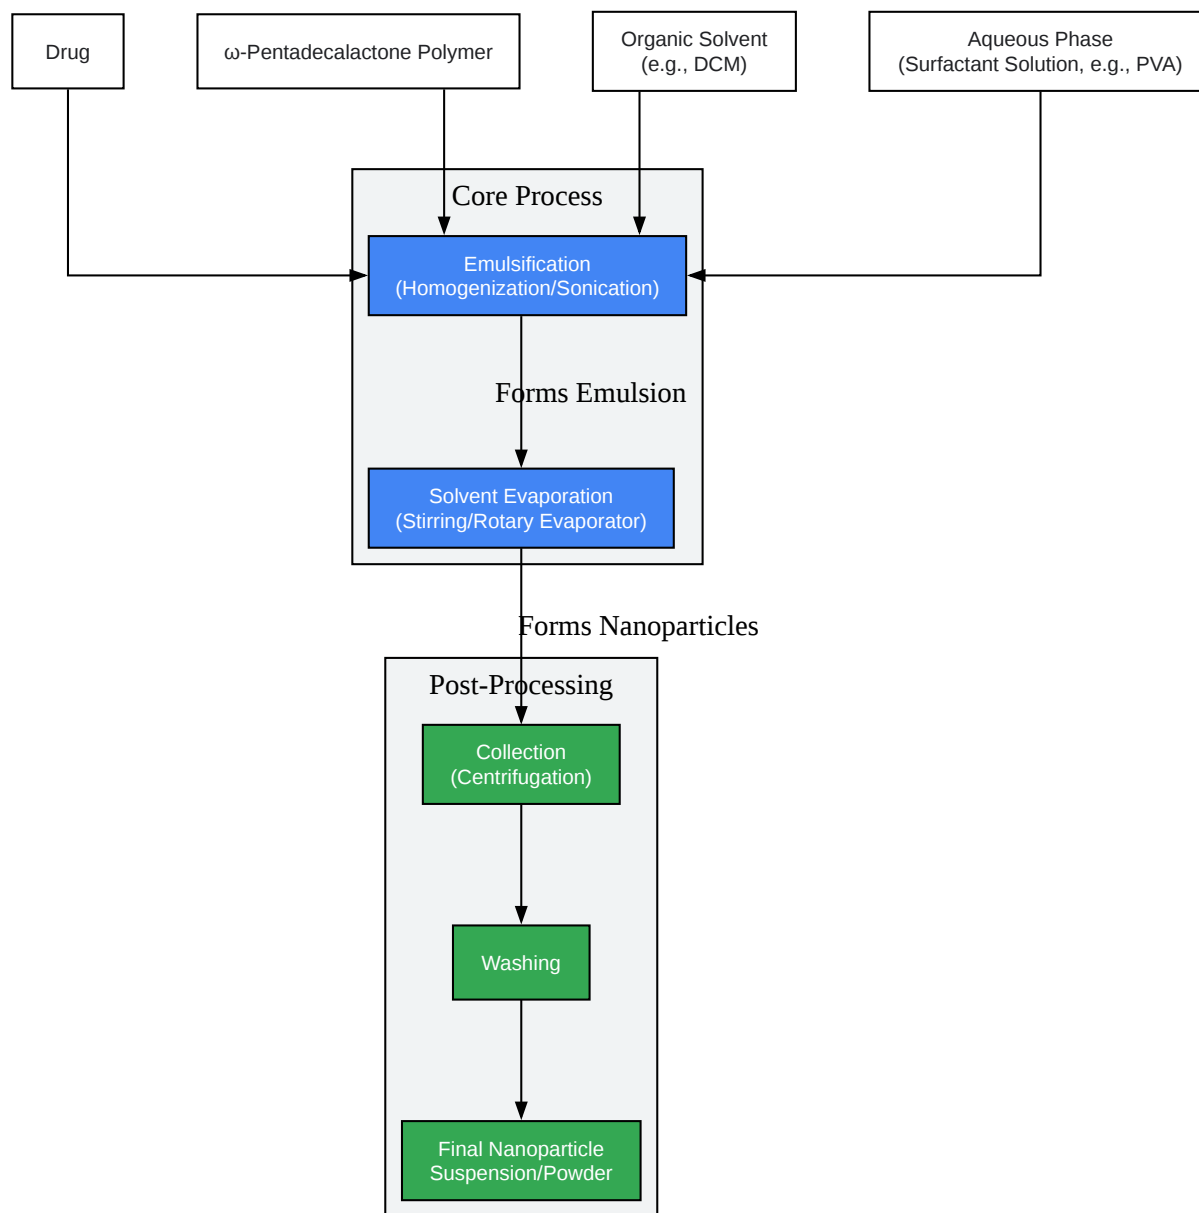 Drug
ω-Pentadecalactone Polymer
Organic Solvent
(e.g., DCM)
Aqueous Phase
(Surfactant Solution, e.g., PVA)
Core Process
Emulsification
(Homogenization/Sonication)
Forms Emulsion
Solvent Evaporation
(Stirring/Rotary Evaporator)
Forms Nanoparticles
Post-Processing
Collection
(Centrifugation)
Washing
Final Nanoparticle
Suspension/Powder